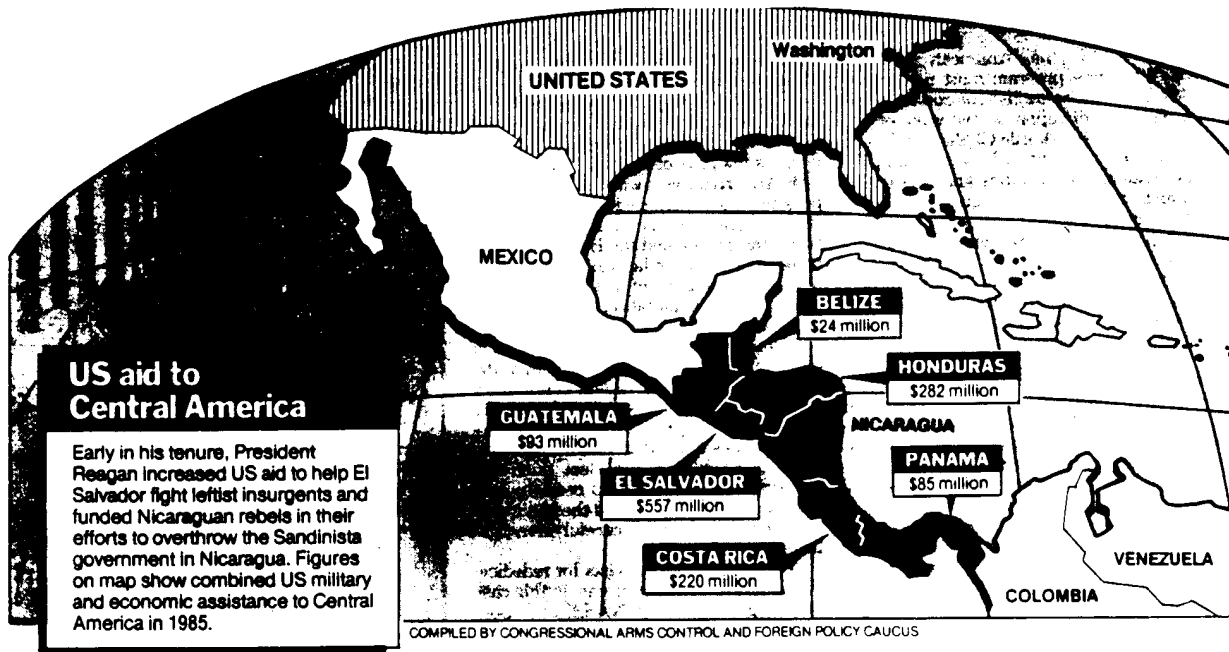 Washington
UNITED STATES
MEXICO
BELIZE
$24 million
HONDURAS
$282 million
GUATEMALA
$93 million
NICARAGUA
PANAMA
$85 million
EL SALVADOR
$557 million
COSTA RICA
$220 million
VENEZUELA
COLOMBIA
US aid to
Central America
Early in his tenure, President
Reagan increased US aid to help El
Salvador fight leftist insurgents and
funded Nicaraguan rebels in their
efforts to overthrow the Sandinista
government in Nicaragua. Figures
on map show combined US military
and economic assistance to Central
America in 1985.
COMPILED BY CONGRESSIONAL ARMS CONTROL AND FOREIGN POLICY CAUCUS